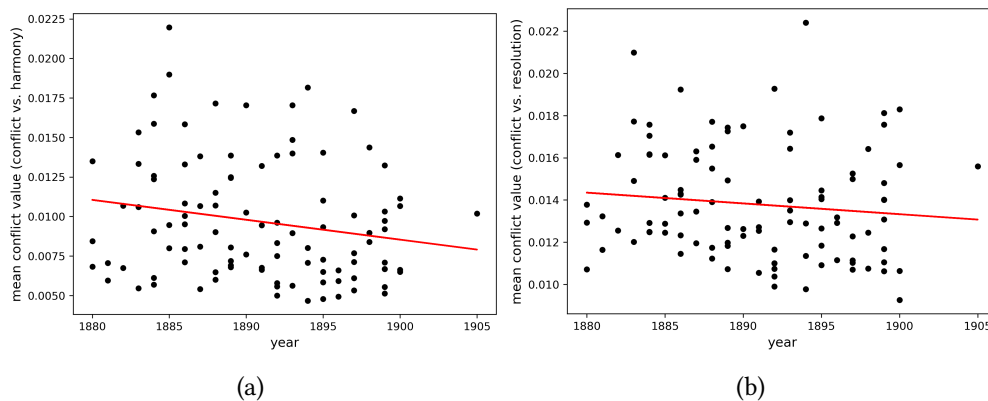 mean conflict value (conflict vs. harmony)
0.0225
0.0200
0.0175
0.0150
0.0125
0.0100
0.0075
0.0050
1880 1885 1890 1895 1900 1905
year
(a)
mean conflict value (conflict vs. resolution)
0.022
0.020
0.018
0.016
0.014
0.012
0.010
1880 1885 1890 1895 1900 1905
year
(b)